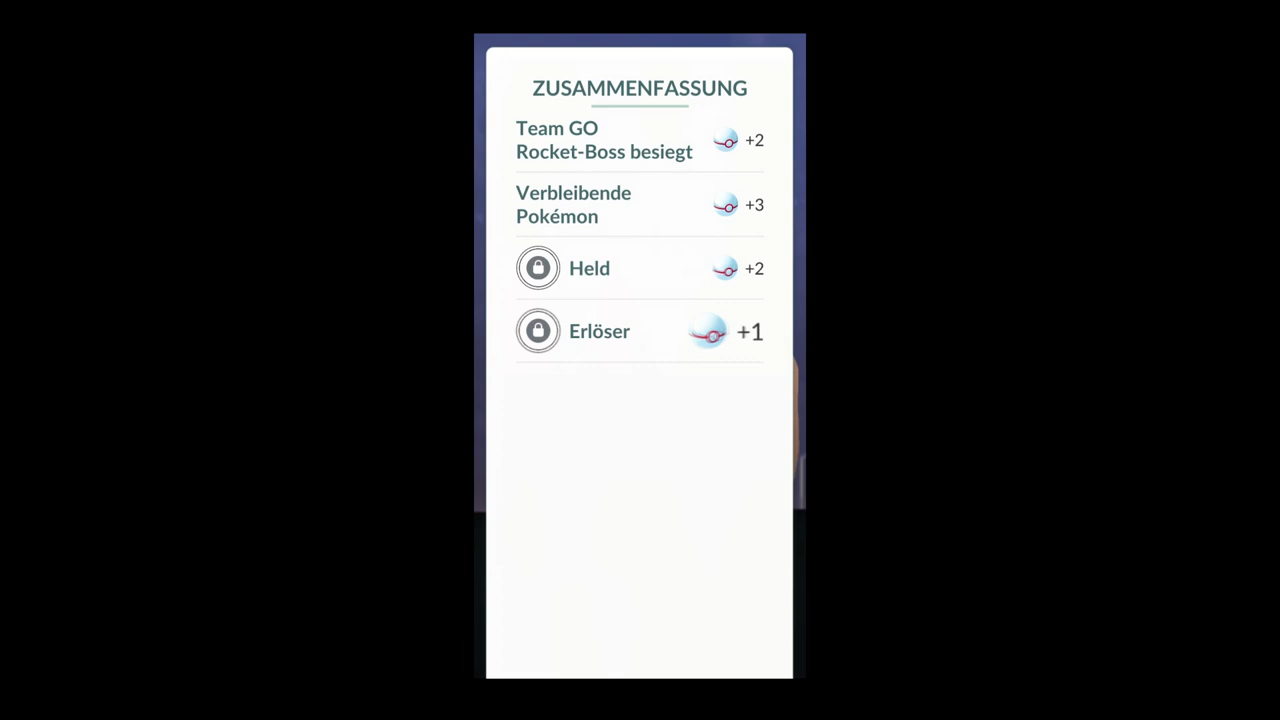 ZUSAMMENFASSUNG
Team GO
Rocket-Boss besiegt
+2
Verbleibende
Pokémon
+3
Held
+2
Erlöser
+1